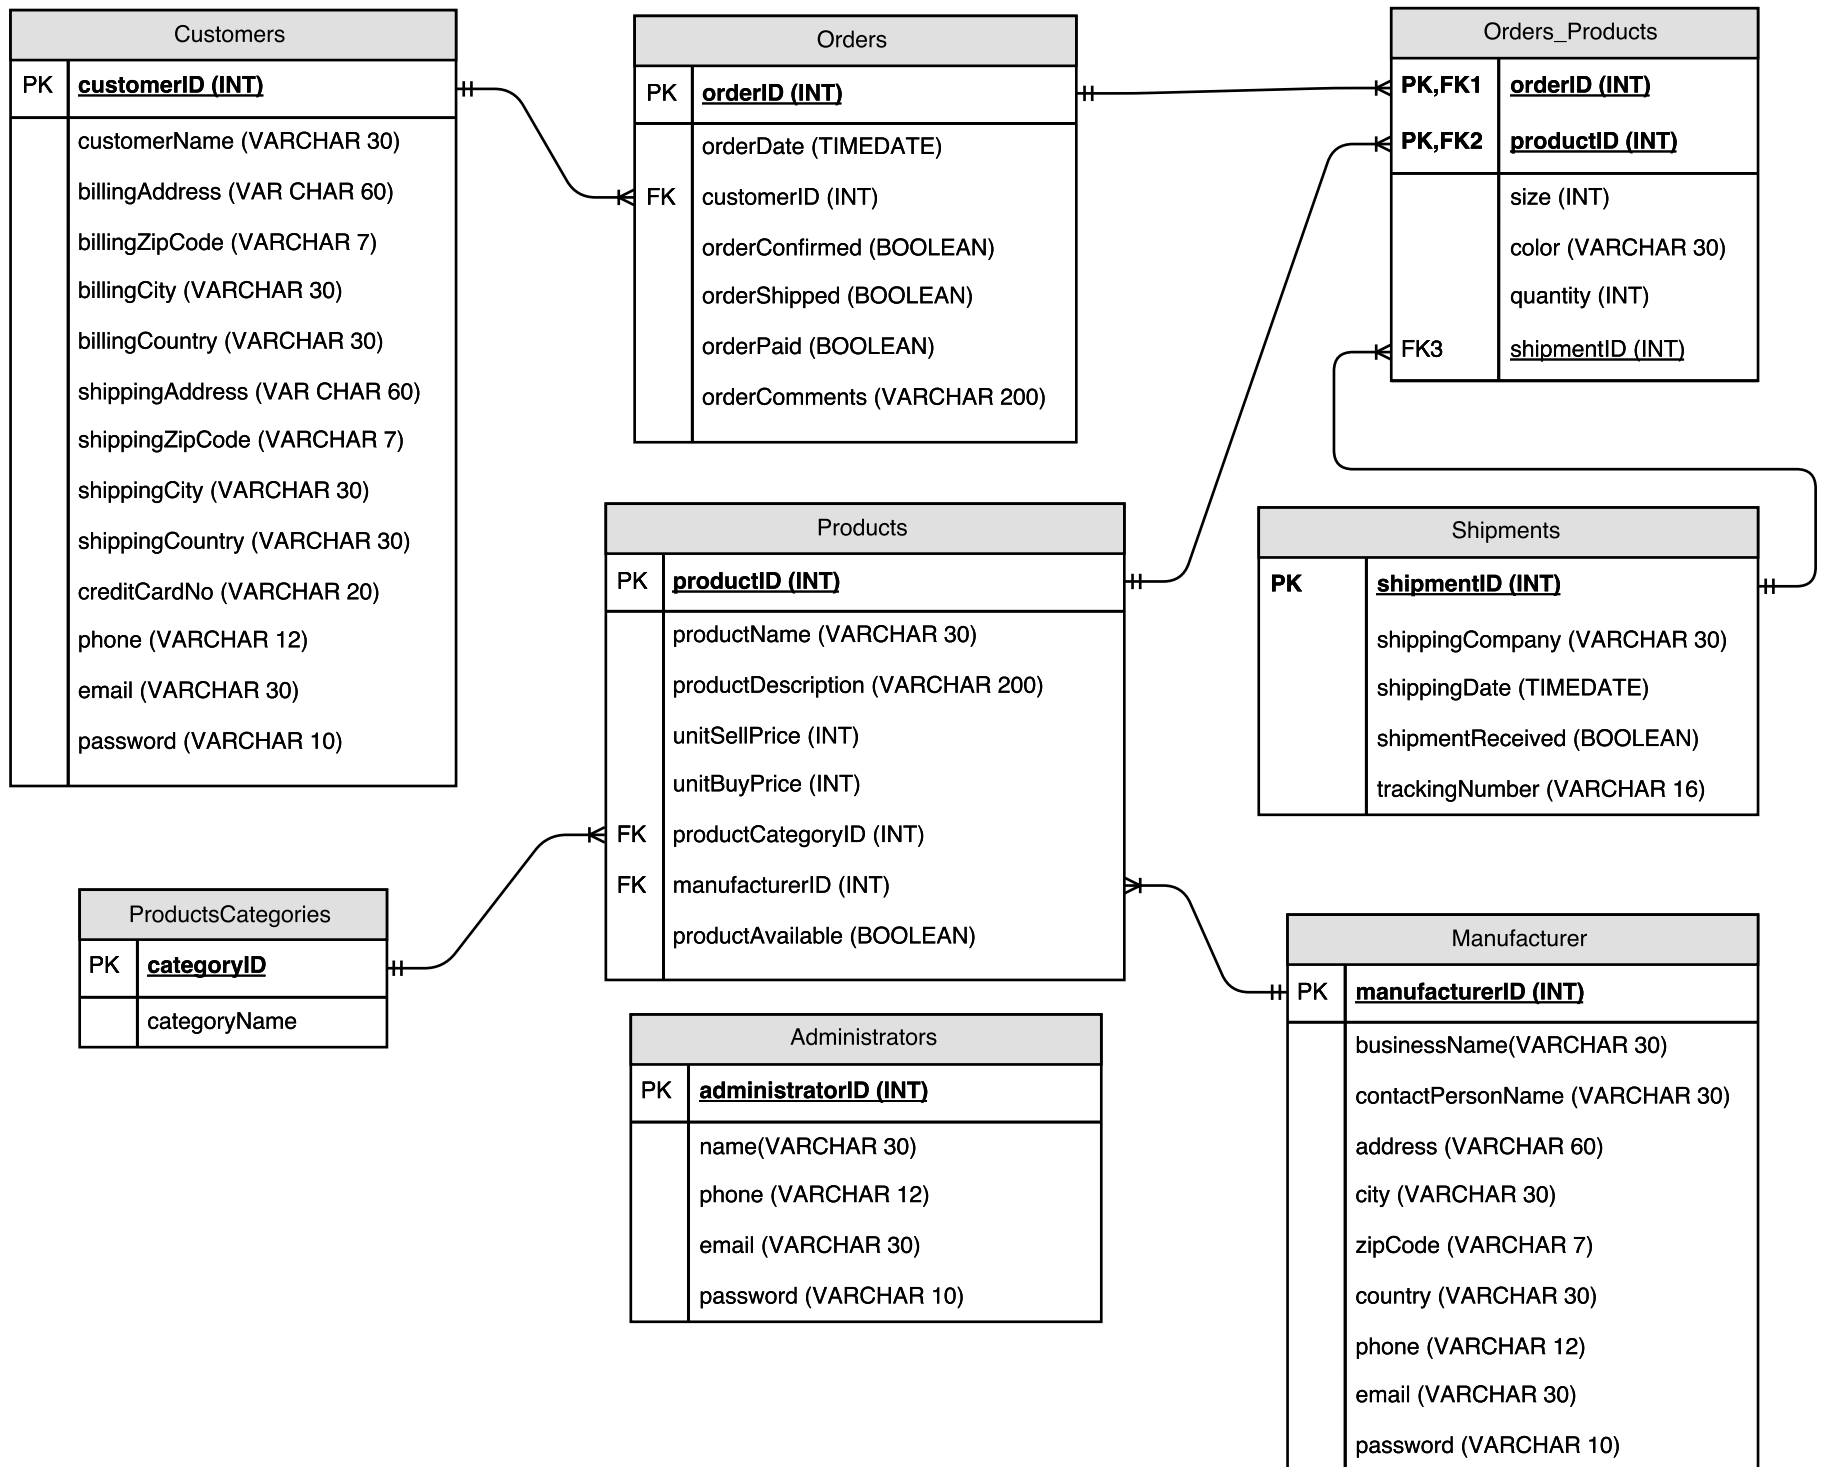 Customers
PK customerID (INT)
customerName (VARCHAR 30)
billingAddress (VAR CHAR 60)
billingZipCode (VARCHAR 7)
billingCity (VARCHAR 30)
billingCountry (VARCHAR 30)
shippingAddress (VAR CHAR 60)
shippingZipCode (VARCHAR 7)
shippingCity (VARCHAR 30)
shippingCountry (VARCHAR 30)
creditCardNo (VARCHAR 20)
phone (VARCHAR 12)
email (VARCHAR 30)
password (VARCHAR 10)
Orders
PK orderID (INT)
orderDate (TIMEDATE)
FK customerID (INT)
orderConfirmed (BOOLEAN)
orderShipped (BOOLEAN)
orderPaid (BOOLEAN)
orderComments (VARCHAR 200)
Orders_Products
PK,FK1 orderID (INT)
PK,FK2 productID (INT)
size (INT)
color (VARCHAR 30)
quantity (INT)
FK3 shipmentID (INT)
Products
PK productID (INT)
productName (VARCHAR 30)
productDescription (VARCHAR 200)
unitSellPrice (INT)
unitBuyPrice (INT)
FK productCategoryID (INT)
FK manufacturerID (INT)
productAvailable (BOOLEAN)
Shipments
PK shipmentID (INT)
shippingCompany (VARCHAR 30)
shippingDate (TIMEDATE)
shipmentReceived (BOOLEAN)
trackingNumber (VARCHAR 16)
ProductsCategories
PK categoryID
categoryName
Administrators
PK administratorID (INT)
name(VARCHAR 30)
phone (VARCHAR 12)
email (VARCHAR 30)
password (VARCHAR 10)
Manufacturer
PK manufacturerID (INT)
businessName(VARCHAR 30)
contactPersonName (VARCHAR 30)
address (VARCHAR 60)
city (VARCHAR 30)
zipCode (VARCHAR 7)
country (VARCHAR 30)
phone (VARCHAR 12)
email (VARCHAR 30)
password (VARCHAR 10)